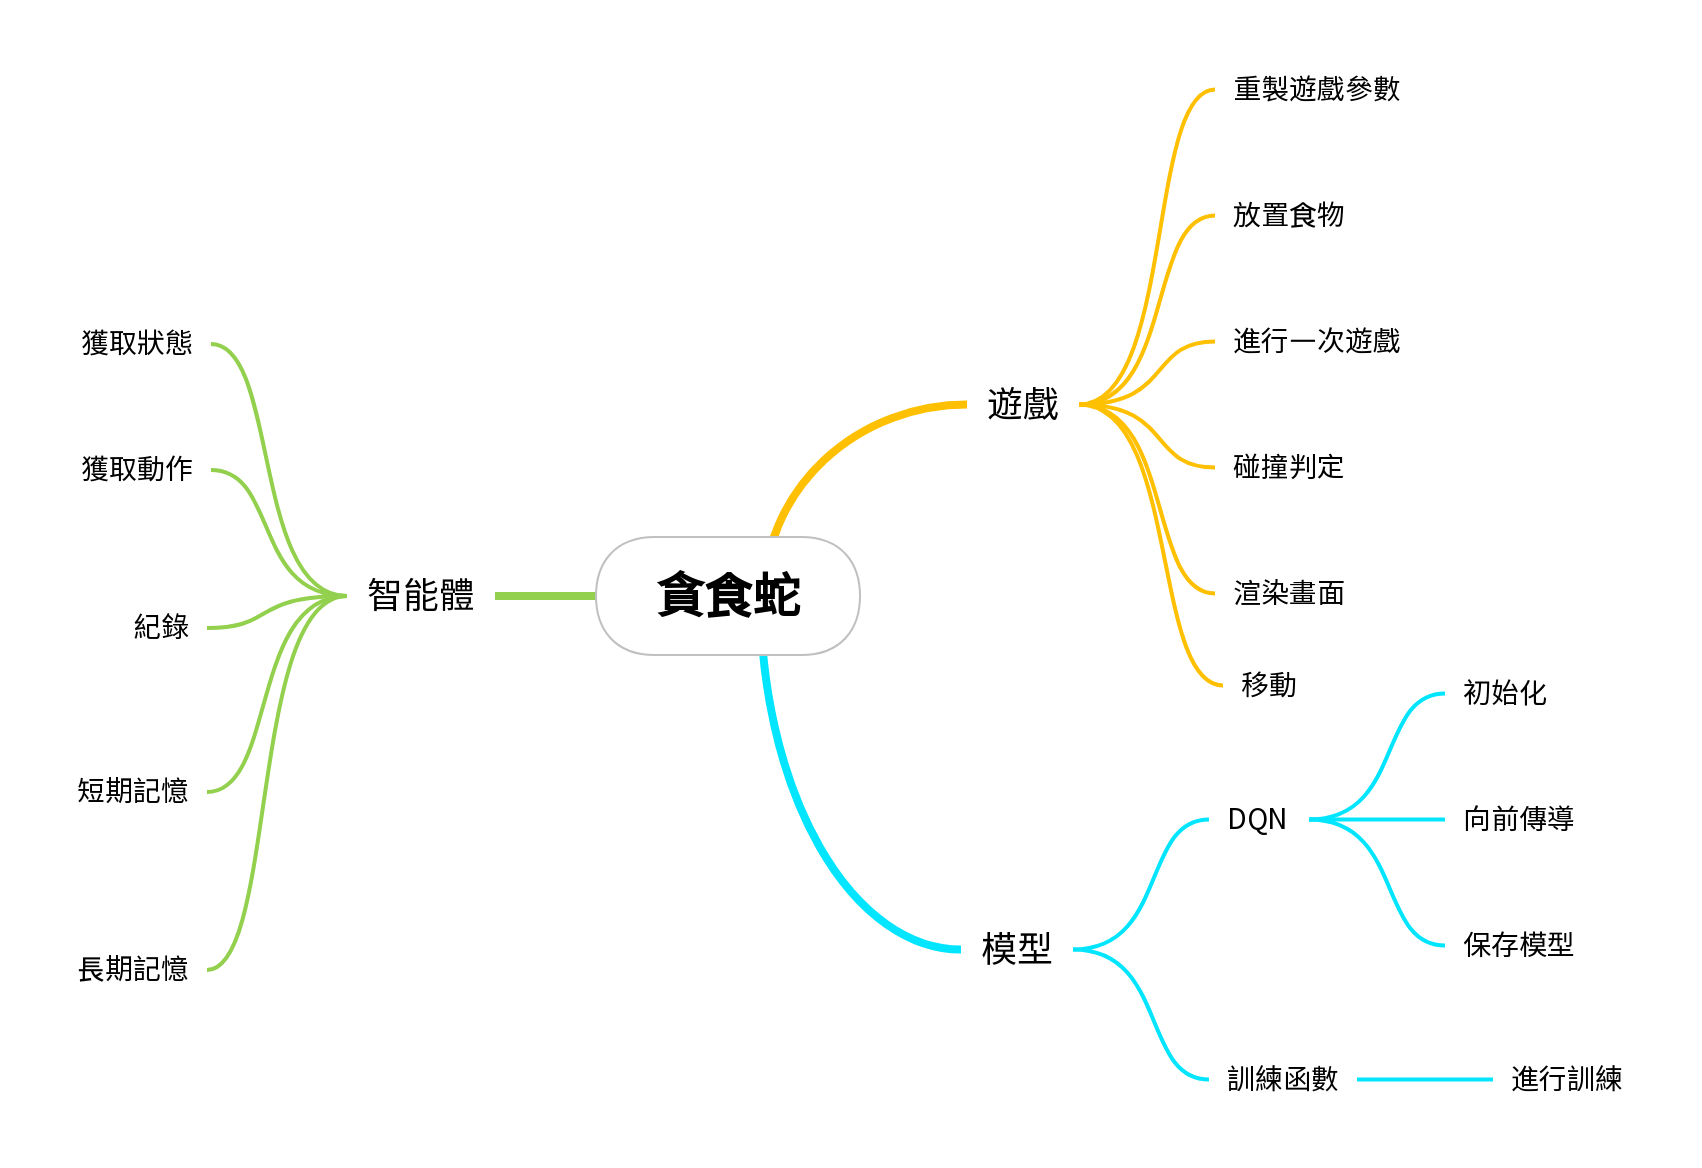 貪食蛇
遊戲
重製遊戲參數
放置食物
進行一次遊戲
碰撞判定
渲染畫面
移動
模型
DQN
初始化
向前傳導
保存模型
訓練函數
進行訓練
智能體
獲取狀態
獲取動作
紀錄
短期記憶
長期記憶